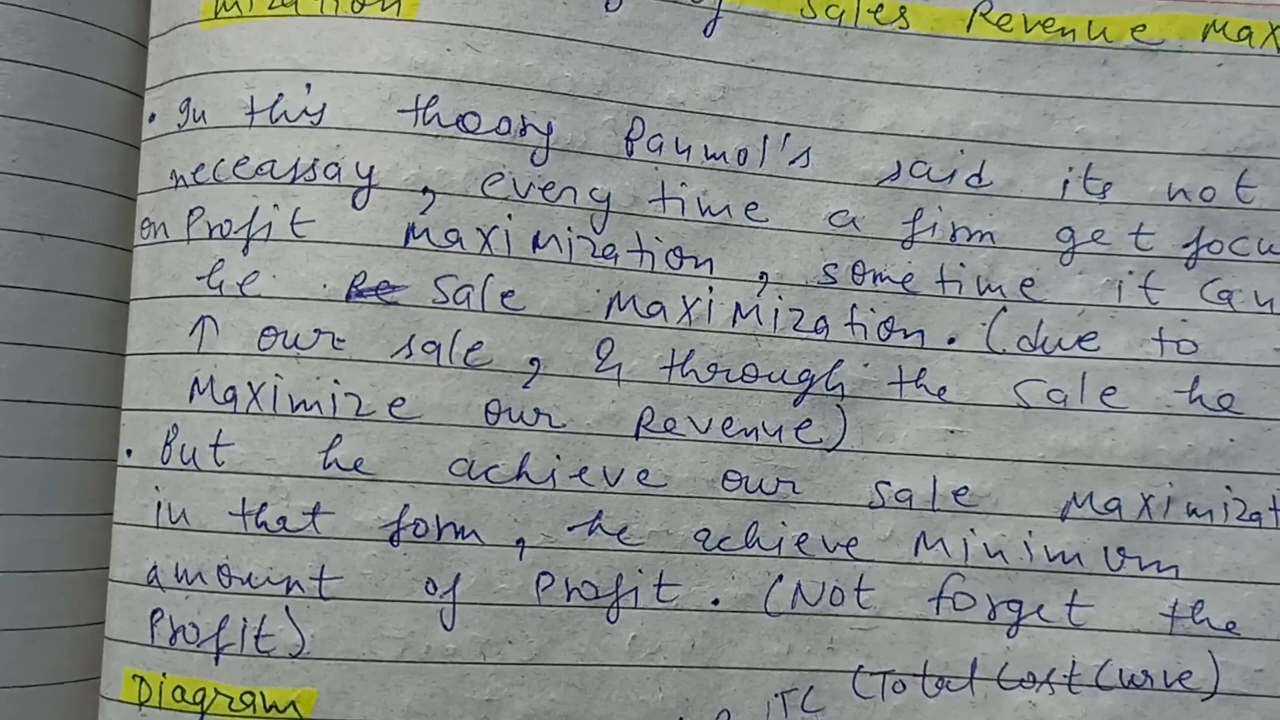 Sales Revenue Max
mization
. In this theory Baumol's said its not
neceassay, every time a firm get focu
on Profit Maximization, sometime it can
be Sale Maximization. (due to
↑ our sale, & through the sale he
Maximize our Revenue)
. But he achieve our sale Maximizat
in that form, he achieve Minimum
amount of Profit. (Not forget the
Profit)
(Total Cost Curve)
Diagram
TC